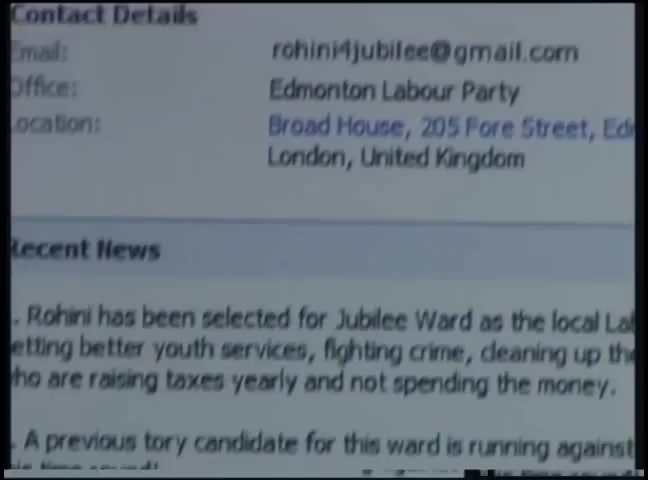 Contact Details
Email: rohini4jubilee@gmail.com
Office: Edmonton Labour Party
Location: Broad House, 205 Fore Street,
London, United Kingdom
Recent News
. Rohini has been selected for Jubilee Ward as the local
etting better youth services, fighting crime, cleaning up the
ho are raising taxes yearly and not spending the money.
. A previous tory candidate for this ward is running against